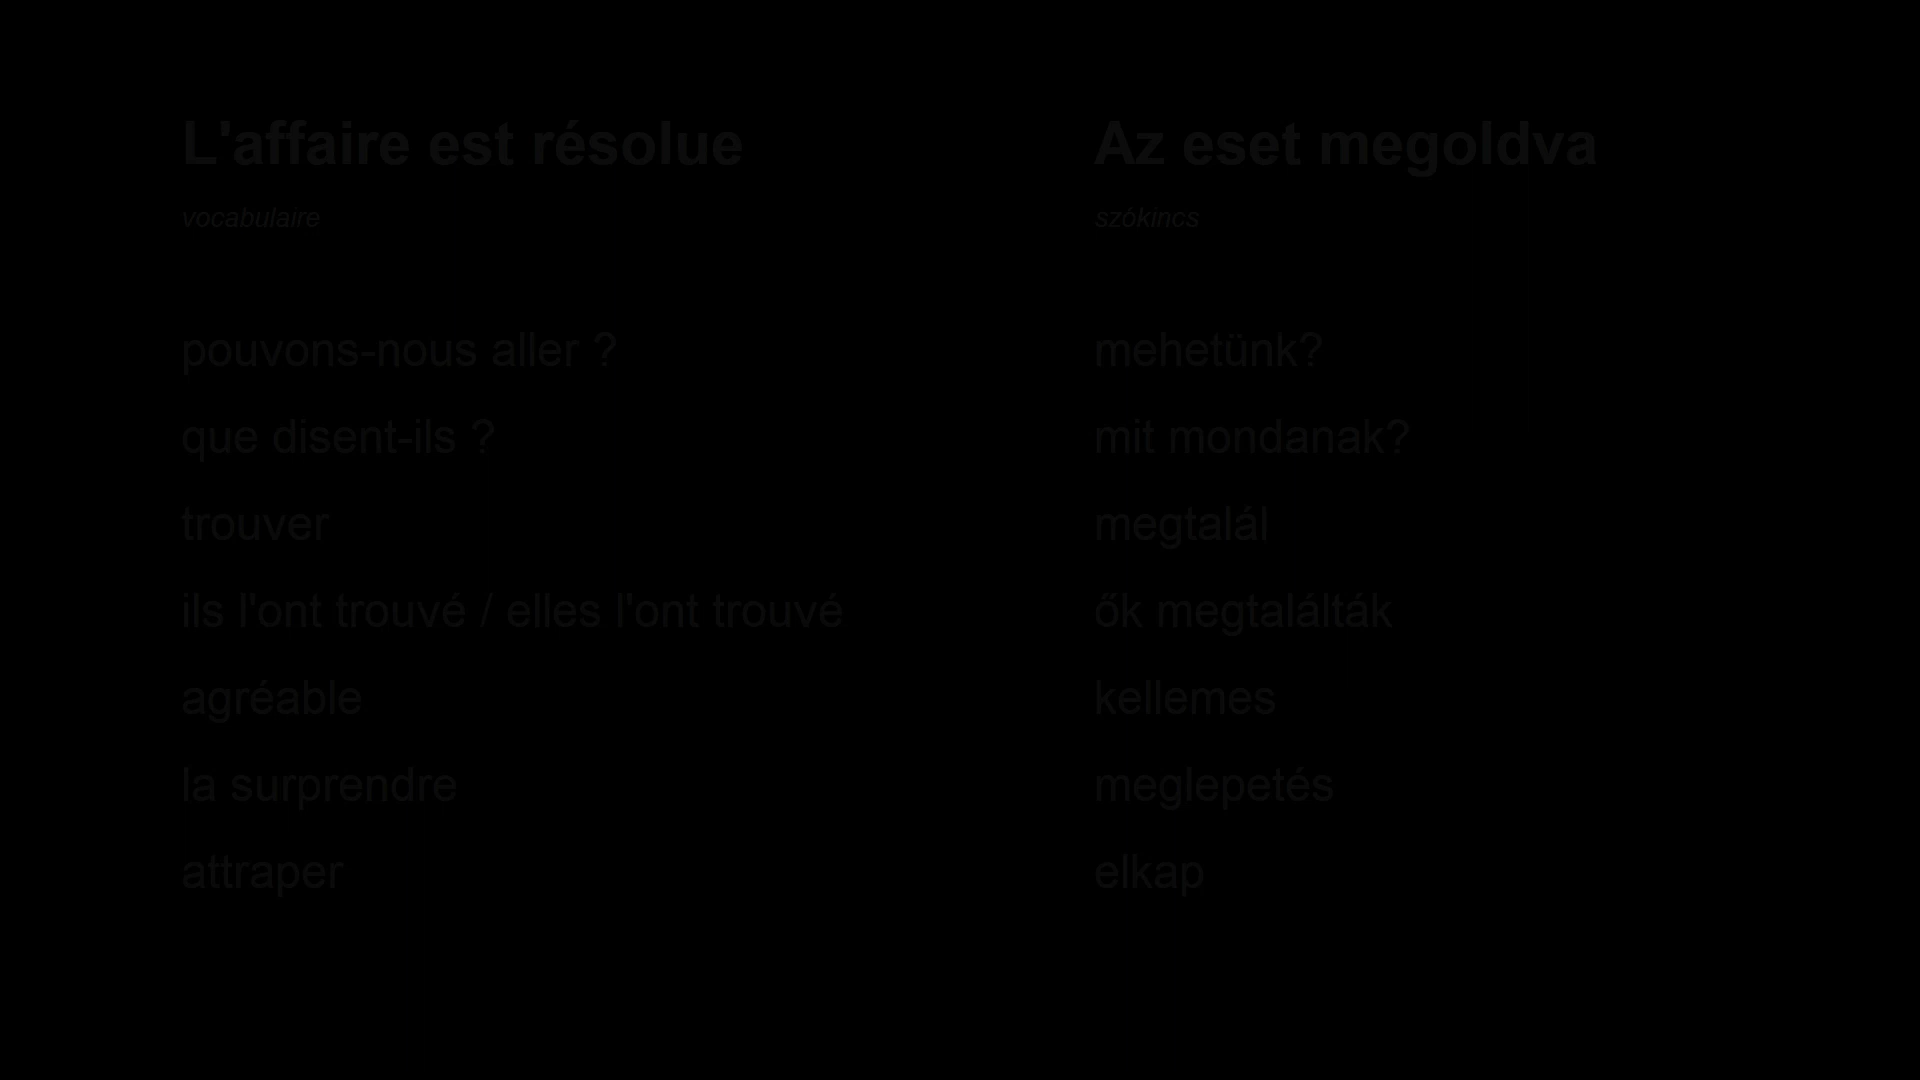 L'affaire est résolue
vocabulaire
pouvons-nous aller ?
que disent-ils ?
trouver
ils l'ont trouvé / elles l'ont trouvé
agréable
la surprendre
attraper
Az eset megoldva
szókincs
mehetünk?
mit mondanak?
megtalál
ők megtalálták
kellemes
meglepetés
elkap